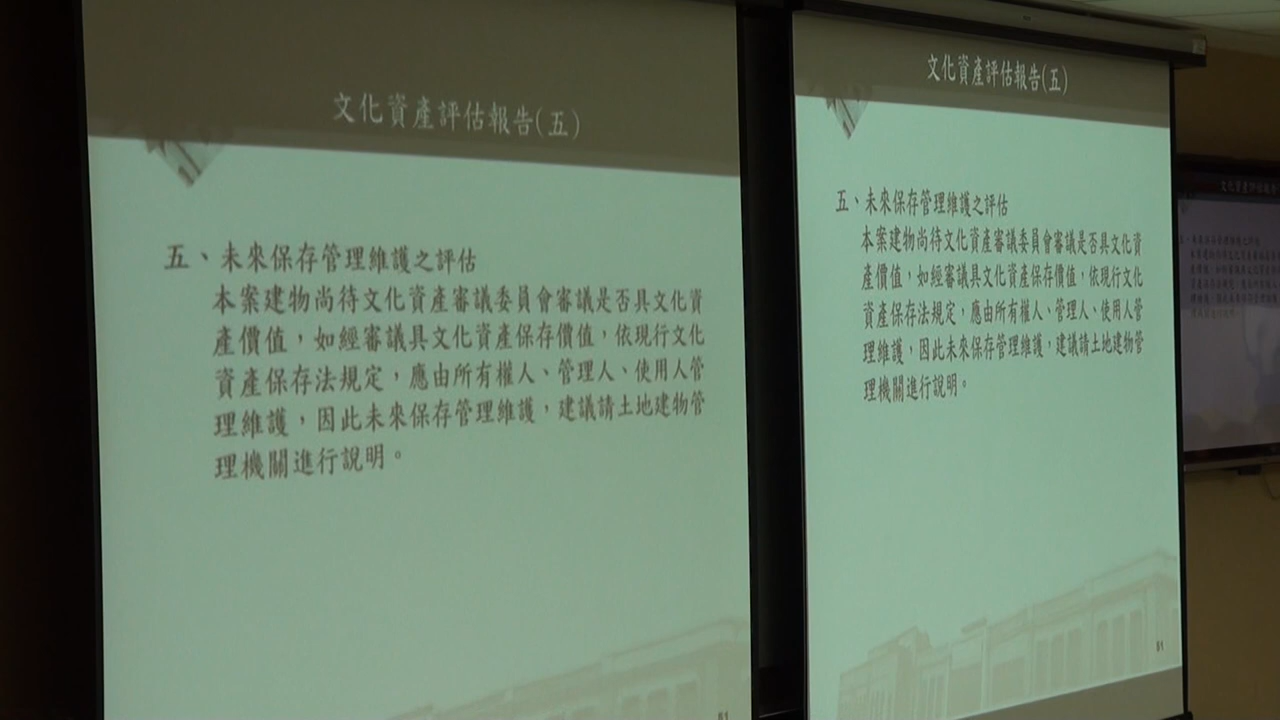 文化資產評估報告(五)
五、未來保存管理維護之評估
本案建物尚待文化資產審議委員會審議是否具文化資
產價值，如經審議具文化資產保存價值，依現行文化
資產保存法規定，應由所有權人、管理人、使用人管
理維護，因此未來保存管理維護，建議請土地建物管
理機關進行說明。
文化資產評估報告(五)
五、未來保存管理維護之評估
本案建物尚待文化資產審議委員會審議是否具文化資
產價值，如經審議具文化資產保存價值，依現行文化
資產保存法規定，應由所有權人、管理人、使用人管
理維護，因此未來保存管理維護，建議請土地建物管
理機關進行說明。
51
文化資產評估報告